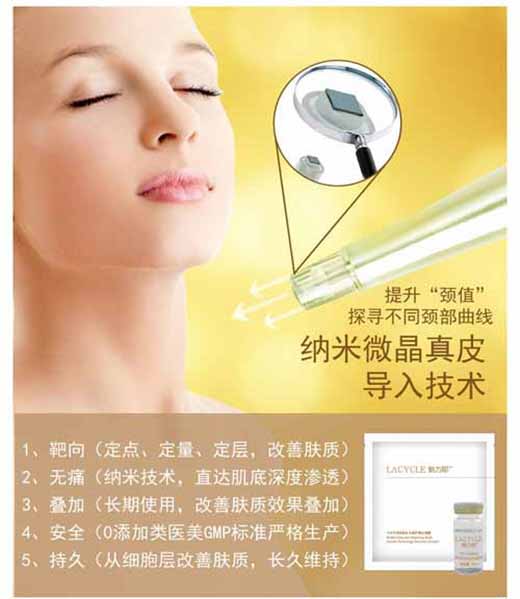 提升“颈值”
探寻不同颈部曲线
纳米微晶真皮
导入技术
1、靶向（定点、定量、定层，改善肤质）
2、无痛（纳米技术，直达肌底深度渗透）
3、叠加（长期使用，改善肤质效果叠加）
4、安全（0添加类医美GMP标准严格生产）
5、持久（从细胞层改善肤质，长久维持）
LACYCLE 魅力即
LACYCLE